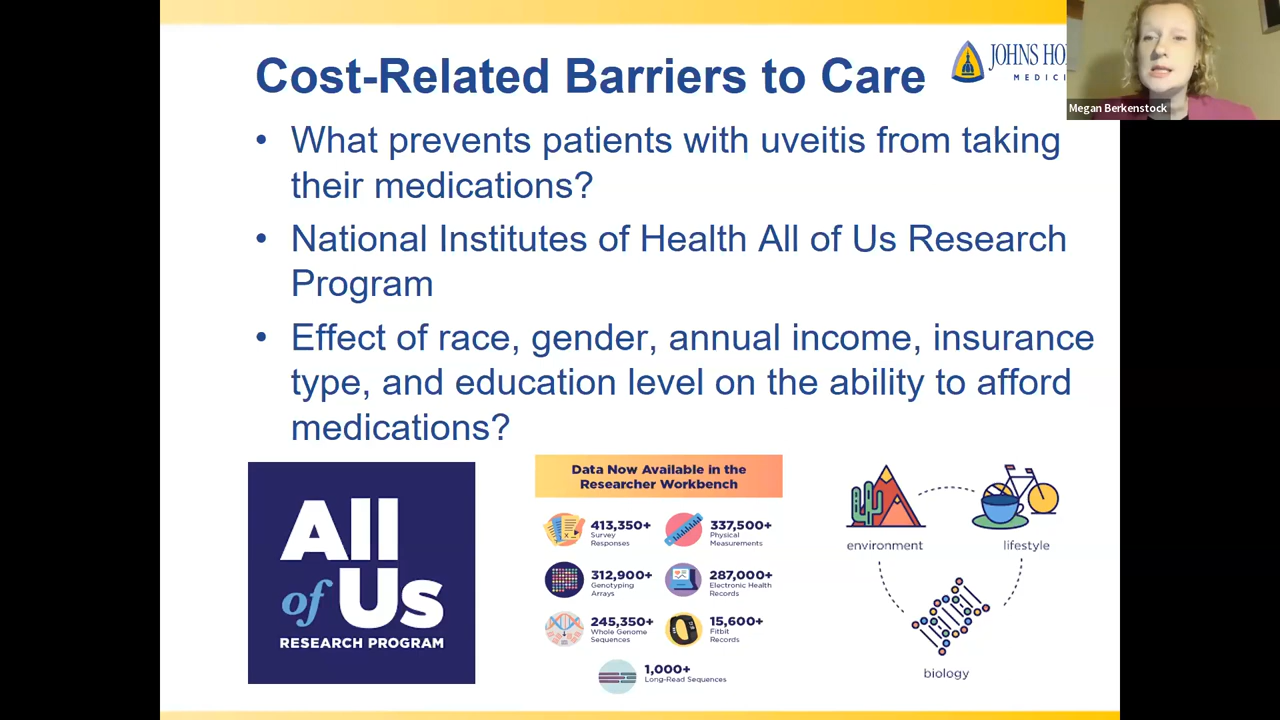 Cost-Related Barriers to Care
JOHNS HO
MEDICI
Megan Berkenstock
• What prevents patients with uveitis from taking
their medications?
• National Institutes of Health All of Us Research
Program
• Effect of race, gender, annual income, insurance
type, and education level on the ability to afford
medications?
All
of Us
RESEARCH PROGRAM
Data Now Available in the
Researcher Workbench
413,350+
Survey
Responses
337,500+
Physical
Measurements
312,900+
Genotyping
Arrays
287,000+
Electronic Health
Records
245,350+
Whole Genome
Sequences
15,600+
Fitbit
Records
1,000+
Long-Read Sequences
environment
lifestyle
biology